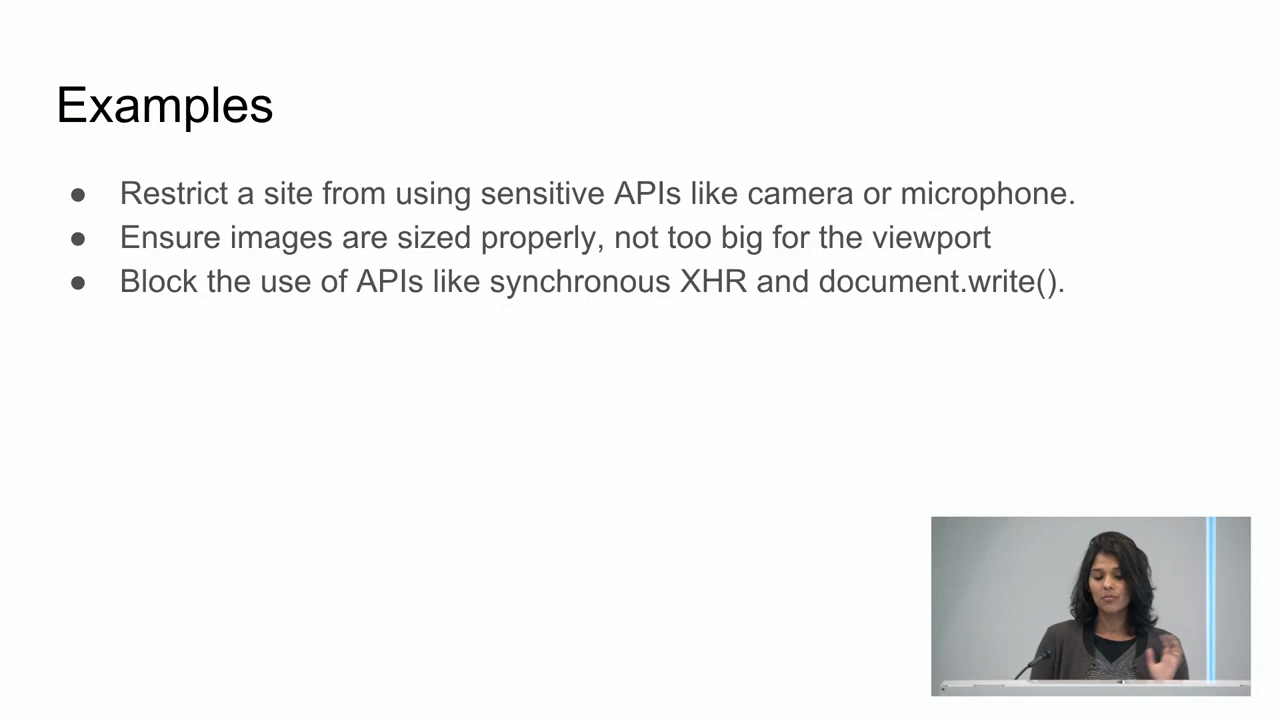 Examples
● Restrict a site from using sensitive APIs like camera or microphone.
● Ensure images are sized properly, not too big for the viewport
● Block the use of APIs like synchronous XHR and document.write().